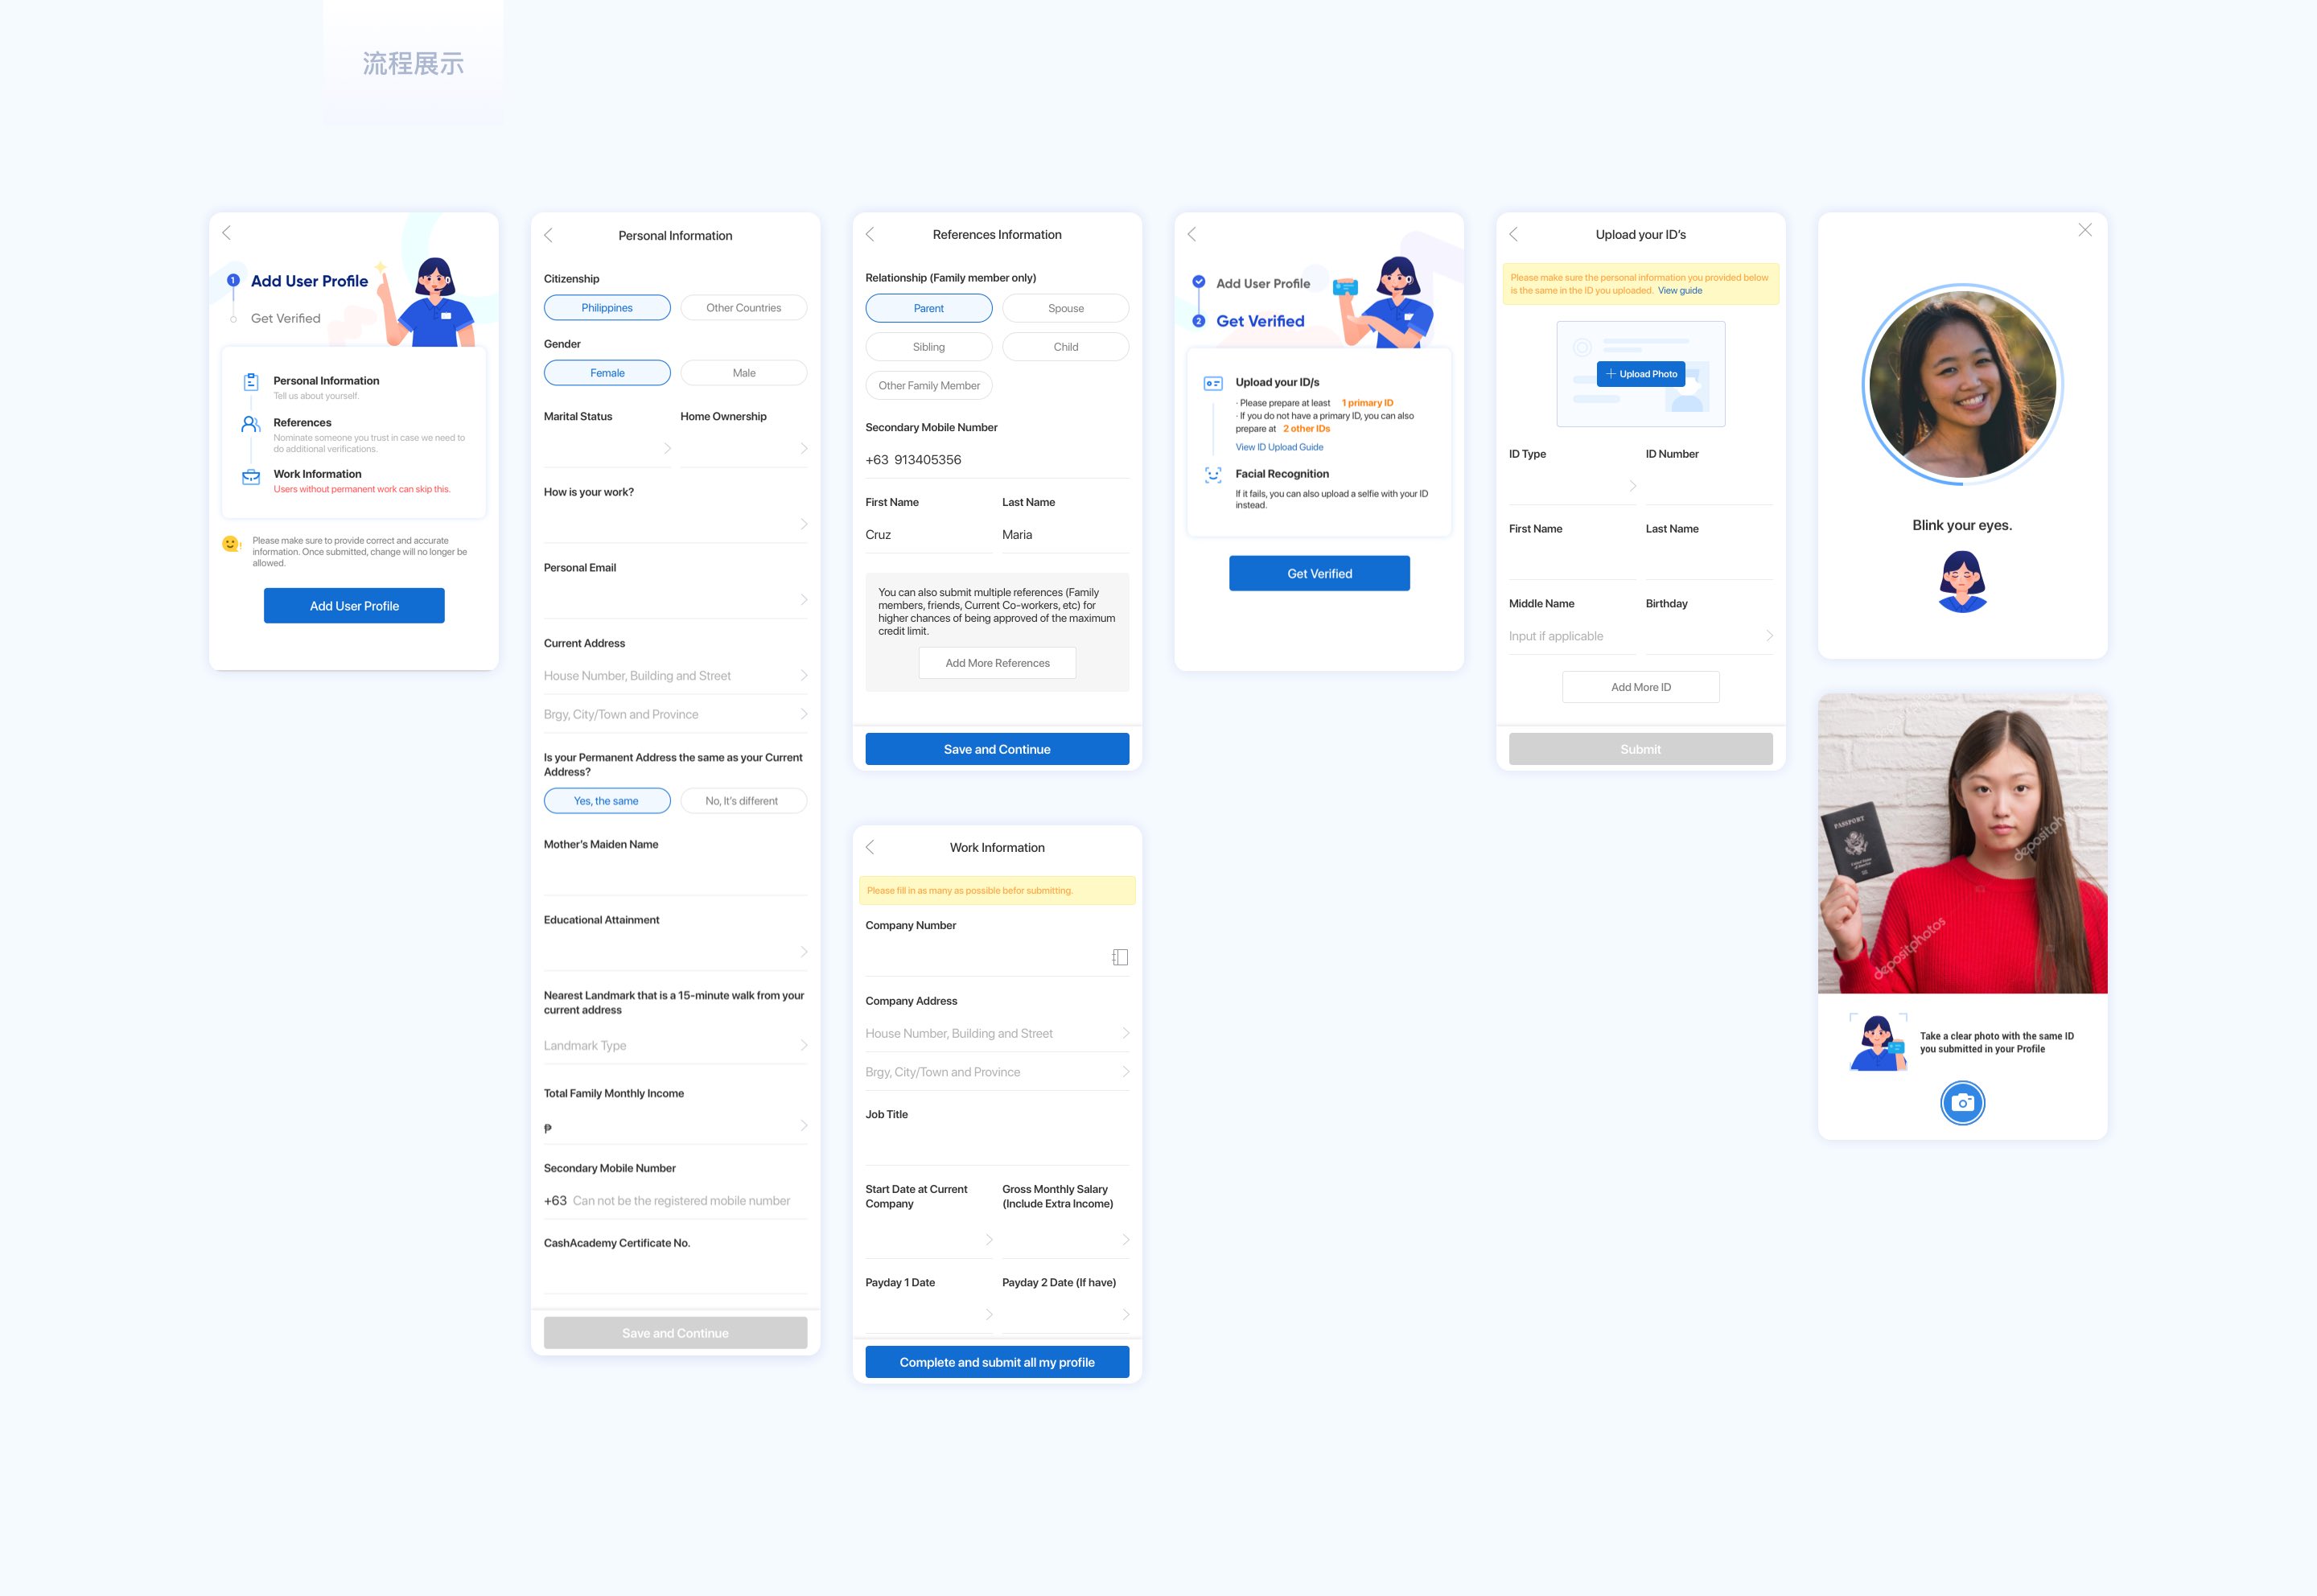 流程展示
Add User Profile
Get Verified
Personal Information
Tell us about yourself.
References
Nominate someone you trust in case we need to
do additional verifications.
Work Information
Users without permanent work can skip this.
Please make sure to provide correct and accurate
information. Once submitted, change will no longer be
allowed.
Add User Profile
Personal Information
Citizenship
Philippines
Other Countries
Gender
Female
Male
Marital Status
Home Ownership
How is your work?
Personal Email
Current Address
House Number, Building and Street
Brgy, City/Town and Province
Is your Permanent Address the same as your Current
Address?
Yes, the same
No, It's different
Mother's Maiden Name
Educational Attainment
Nearest Landmark that is a 15-minute walk from your
current address
Landmark Type
Total Family Monthly Income
₱
Secondary Mobile Number
+63 Can not be the registered mobile number
CashAcademy Certificate No.
Save and Continue
References Information
Relationship (Family member only)
Parent
Spouse
Sibling
Child
Other Family Member
Secondary Mobile Number
+63 913405356
First Name
Last Name
Cruz
Maria
You can also submit multiple references (Family
members, friends, Current Co-workers, etc) for
higher chances of being approved of the maximum
credit limit.
Add More References
Save and Continue
Work Information
Please fill in as many as possible befor submitting.
Company Number
Company Address
House Number, Building and Street
Brgy, City/Town and Province
Job Title
Start Date at Current
Company
Gross Monthly Salary
(Include Extra Income)
Payday 1 Date
Payday 2 Date (If have)
Complete and submit all my profile
Add User Profile
2 Get Verified
Upload your ID/s
· Please prepare at least 1 primary ID
· If you do not have a primary ID, you can also
prepare at 2 other IDs
View ID Upload Guide
Facial Recognition
If it fails, you can also upload a selfie with your ID
instead.
Get Verified
Upload your ID's
Please make sure the personal information you provided below
is the same in the ID you uploaded. View guide
Upload Photo
ID Type
ID Number
First Name
Last Name
Middle Name
Birthday
Input if applicable
Add More ID
Submit
Blink your eyes.
PASSPORT
depositph
depositphotos
Take a clear photo with the same ID
you submitted in your Profile